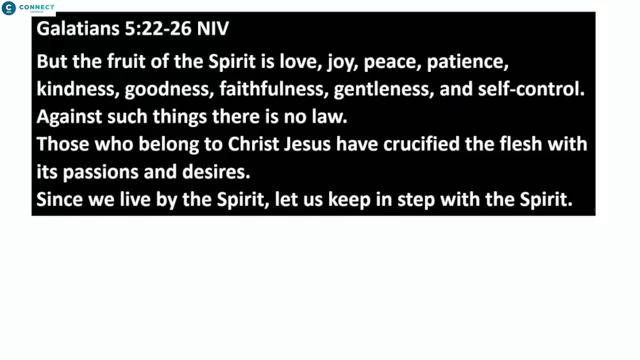 CONNECT
Galatians 5:22-26 NIV
But the fruit of the Spirit is love, joy, peace, patience,
kindness, goodness, faithfulness, gentleness, and self-control.
Against such things there is no law.
Those who belong to Christ Jesus have crucified the flesh with
its passions and desires.
Since we live by the Spirit, let us keep in step with the Spirit.